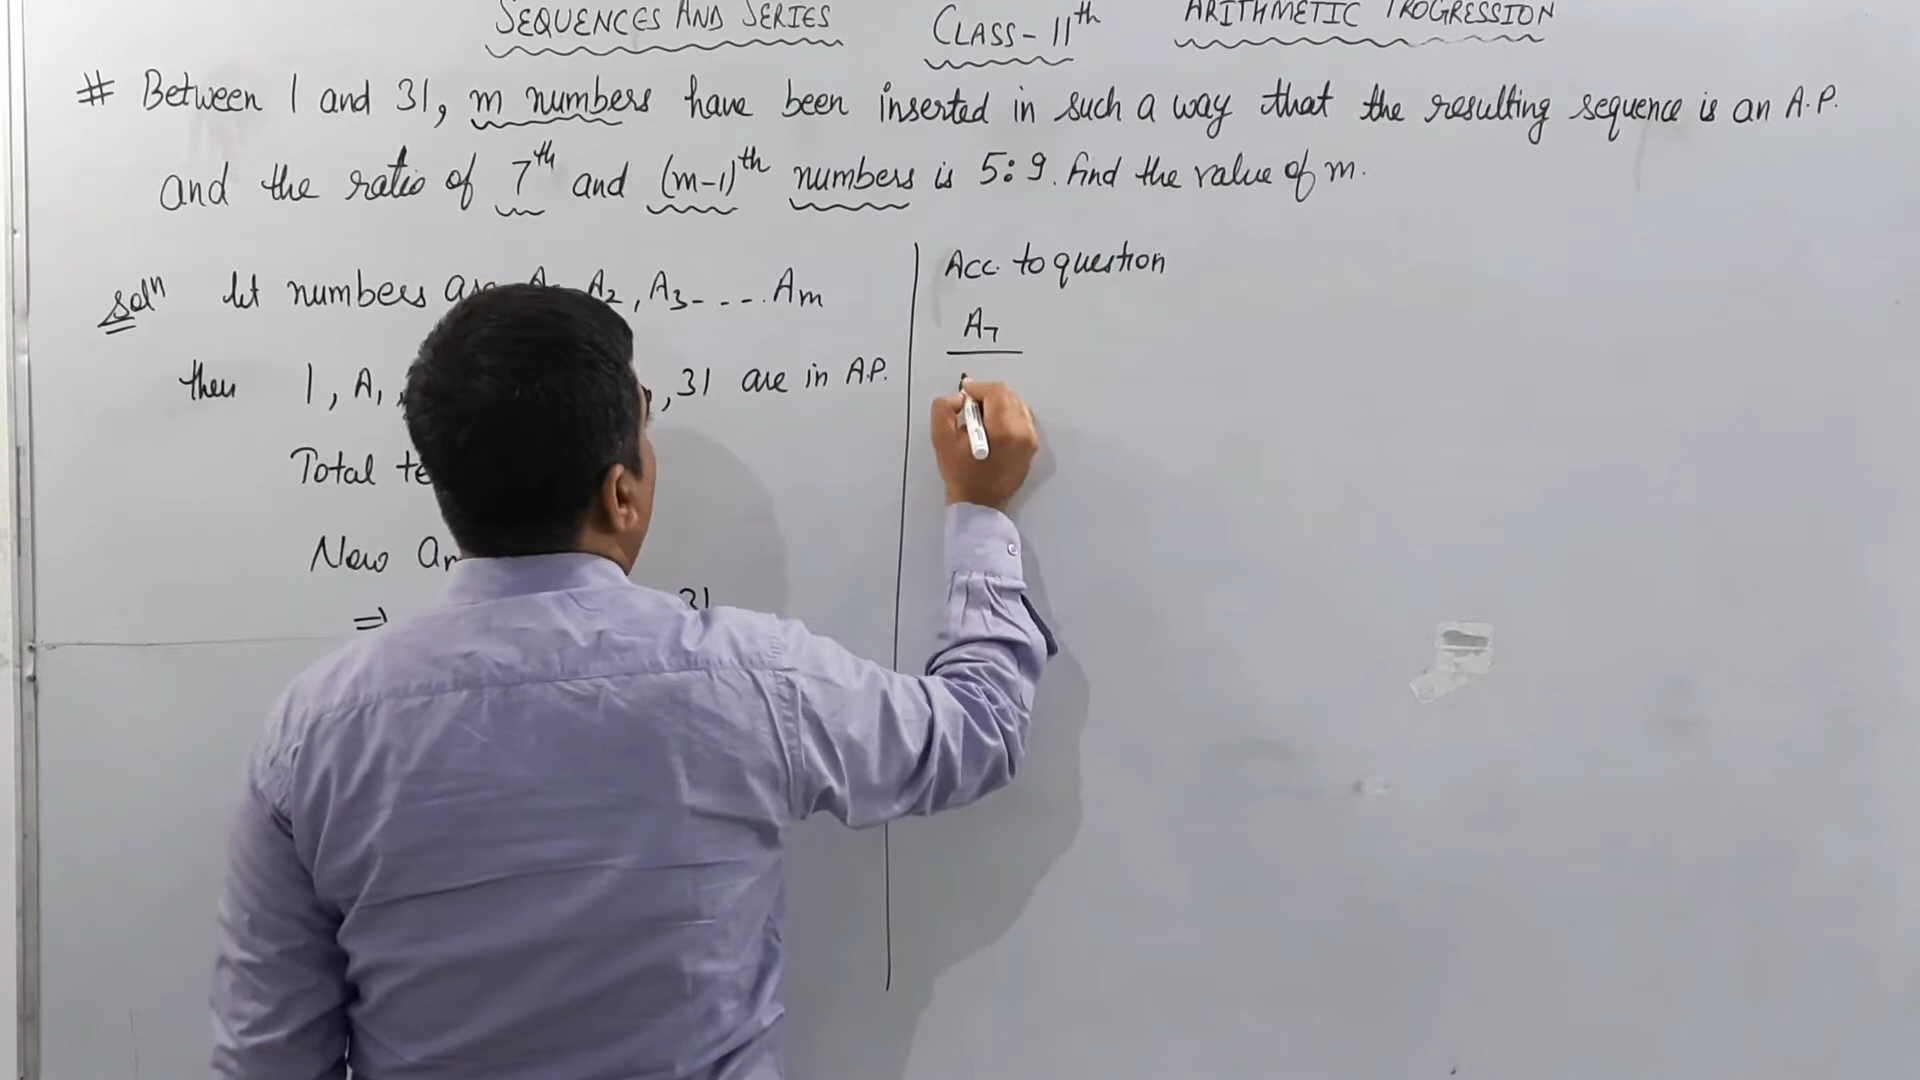 SEQUENCES AND SERIES CLASS-11th ARITHMETIC PROGRESSION
# Between 1 and 31, m numbers have been inserted in such a way that the resulting sequence is an A.P.
and the ratio of 7th and (m-1)th numbers is 5:9. find the value of m.
Soln let numbers are A2, A3- - -. Am
then 1, A1, , 31 are in A.P.
Total
New
⇒ 31
Acc. to question
A7